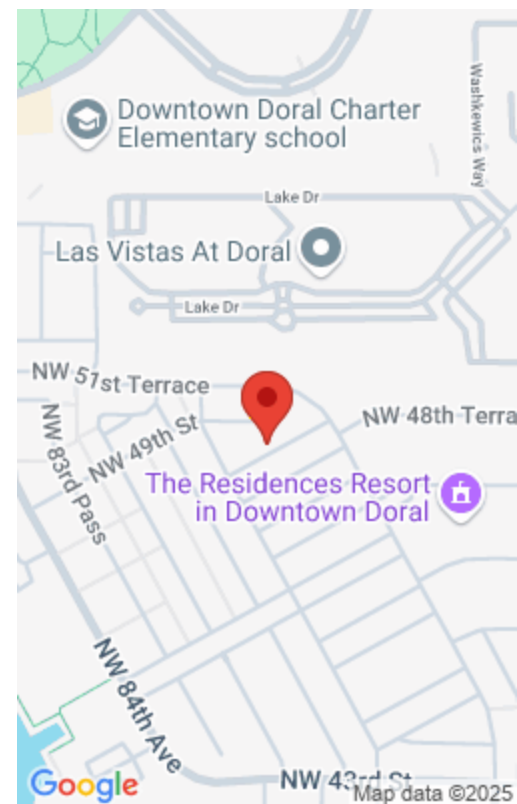 Washkewics Way
Downtown Doral Charter
Elementary school
Lake Dr
Las Vistas At Doral
Lake Dr
NW 51st Terrace
NW 48th Terra
NW 49th St
NW 83rd Pass
The Residences Resort
in Downtown Doral
NW 84th Ave
NW 43rd St
Google
Map data ©2025